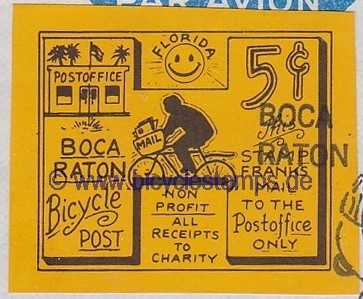 PAR AVION
POSTOFFICE
FLORIDA
5¢
BOCA
RATON
Bicycle
POST
MAIL
NON
PROFIT
ALL
RECEIPTS
TO
CHARITY
This
STAMP
FRANKS
MAIL
TO THE
Postoffice
ONLY
BOCA
RATON
© www.bicyclestamps.de